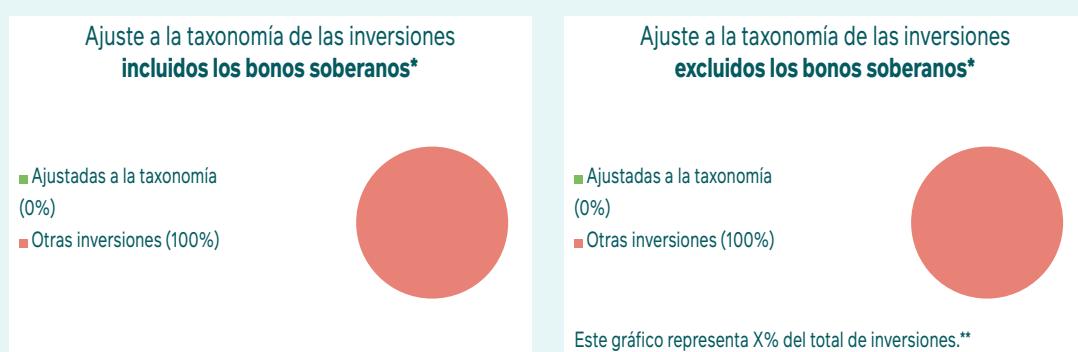 Ajuste a la taxonomía de las inversiones
incluidos los bonos soberanos*
Ajustadas a la taxonomía
(0%)
Otras inversiones (100%)
Ajuste a la taxonomía de las inversiones
excluidos los bonos soberanos*
Ajustadas a la taxonomía
(0%)
Otras inversiones (100%)
Este gráfico representa X% del total de inversiones.**